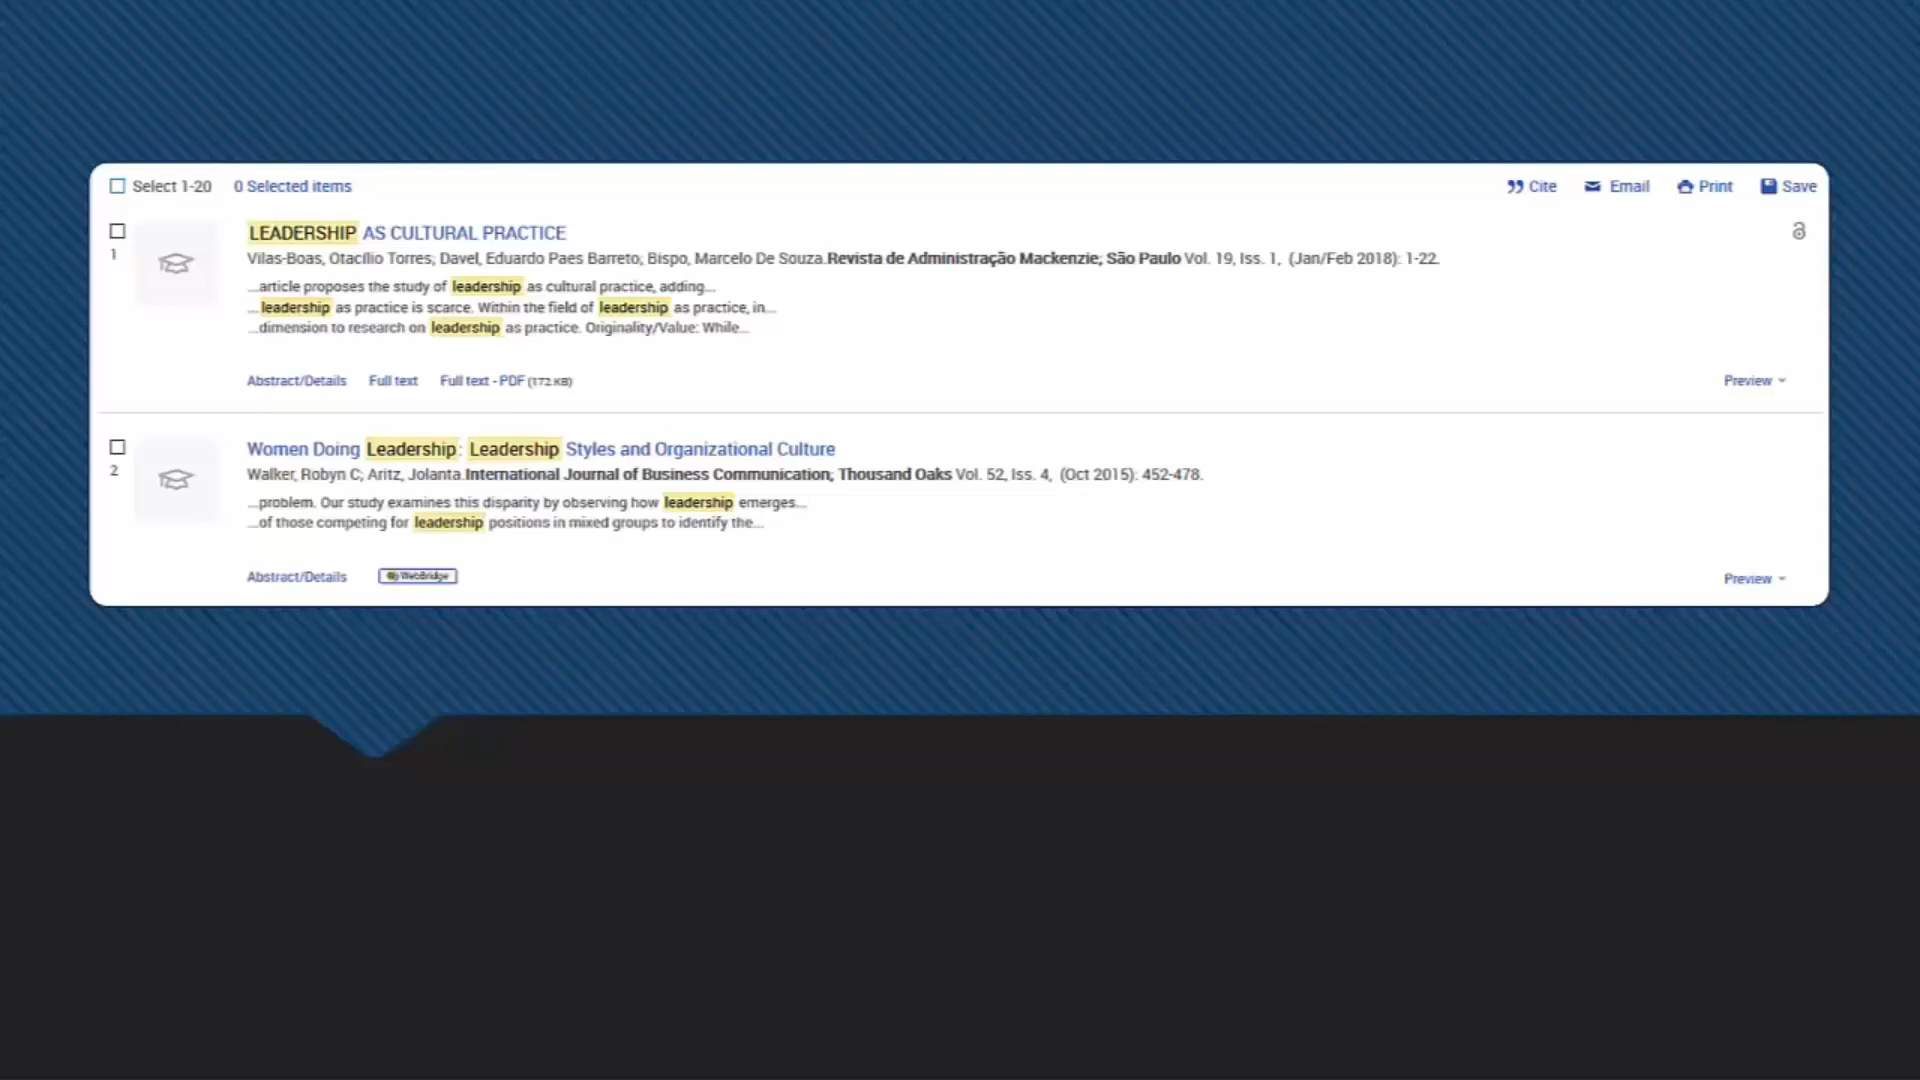 Select 1-20 0 Selected items Cite Email Print Save
1
LEADERSHIP AS CULTURAL PRACTICE
Vilas-Boas, Otacílio Torres; Davel, Eduardo Paes Barreto; Bispo, Marcelo De Souza.Revista de Administração Mackenzie; São Paulo Vol. 19, Iss. 1, (Jan/Feb 2018): 1-22.
...article proposes the study of leadership as cultural practice, adding...
...leadership as practice is scarce. Within the field of leadership as practice, in...
...dimension to research on leadership as practice. Originality/Value: While...
Abstract/Details Full text Full text - PDF (172 KB) Preview
2
Women Doing Leadership: Leadership Styles and Organizational Culture
Walker, Robyn C; Aritz, Jolanta.International Journal of Business Communication; Thousand Oaks Vol. 52, Iss. 4, (Oct 2015): 452-478.
...problem. Our study examines this disparity by observing how leadership emerges...
...of those competing for leadership positions in mixed groups to identify the...
Abstract/Details WebBridge Preview